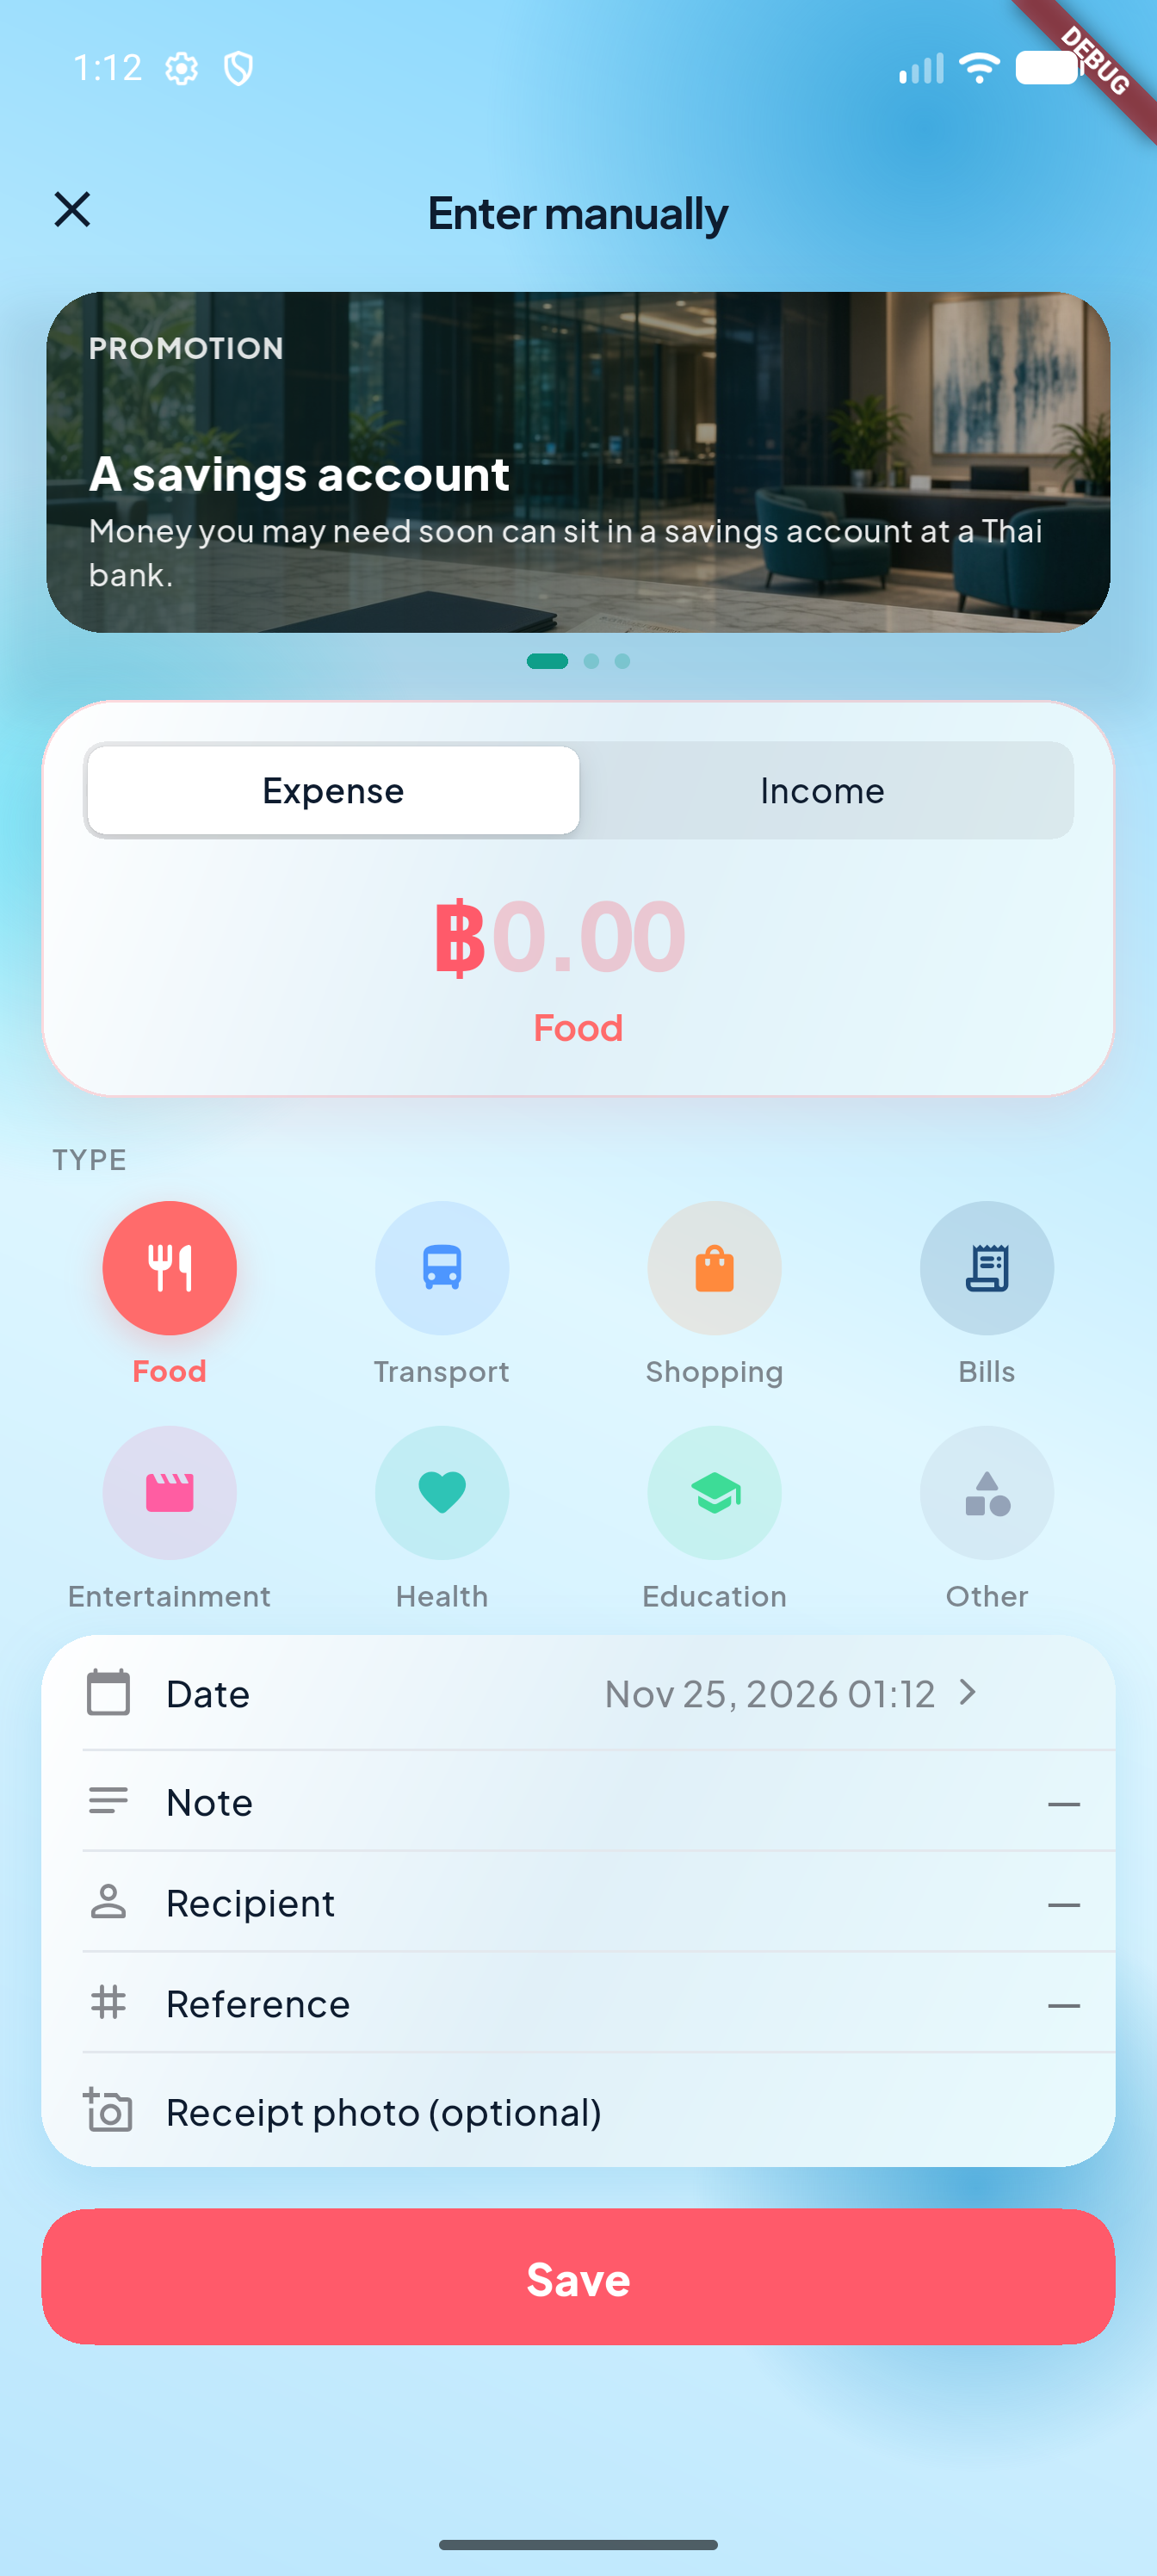 1:12
DEBUG
Enter manually
PROMOTION
A savings account
Money you may need soon can sit in a savings account at a Thai
bank.
Expense
Income
฿0.00
Food
TYPE
Food
Transport
Shopping
Bills
Entertainment
Health
Education
Other
Date
Nov 25, 2026 01:12
Note
—
Recipient
—
Reference
—
Receipt photo (optional)
Save